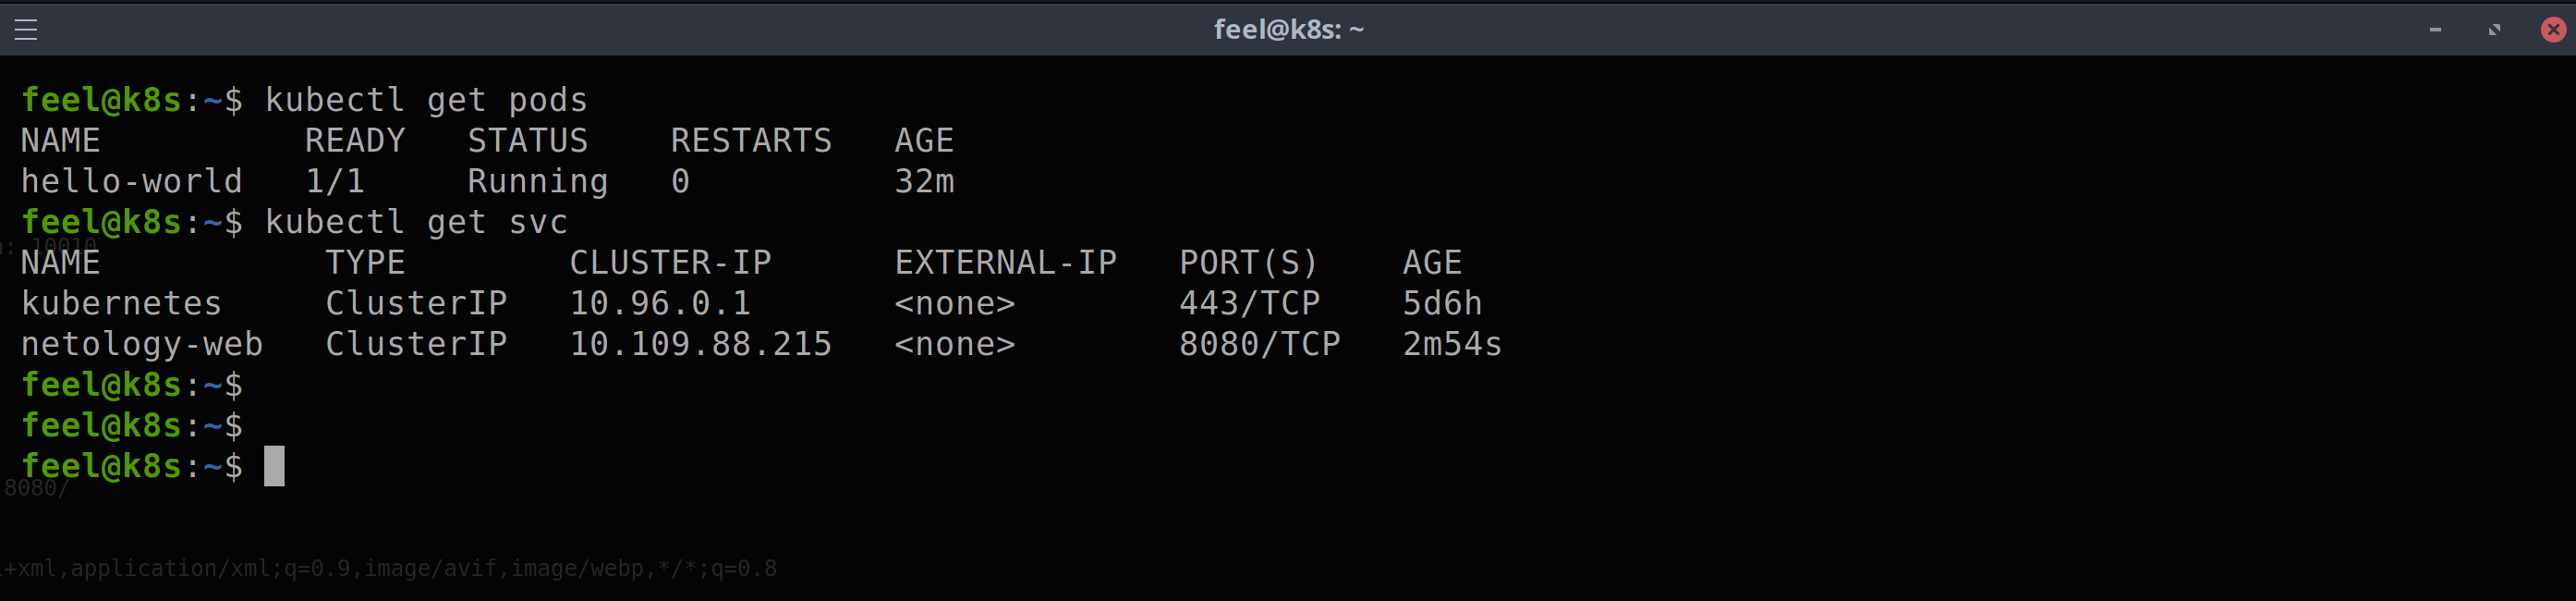 feel@k8s: ~
feel@k8s:~$ kubectl get pods
NAME          READY   STATUS    RESTARTS   AGE
hello-world   1/1     Running   0          32m
feel@k8s:~$ kubectl get svc
: 10010
NAME           TYPE        CLUSTER-IP      EXTERNAL-IP   PORT(S)    AGE
kubernetes     ClusterIP   10.96.0.1       <none>        443/TCP    5d6h
netology-web   ClusterIP   10.109.88.215   <none>        8080/TCP   2m54s
feel@k8s:~$
feel@k8s:~$
feel@k8s:~$
8080/
+xml,application/xml;q=0.9,image/avif,image/webp,*/*;q=0.8